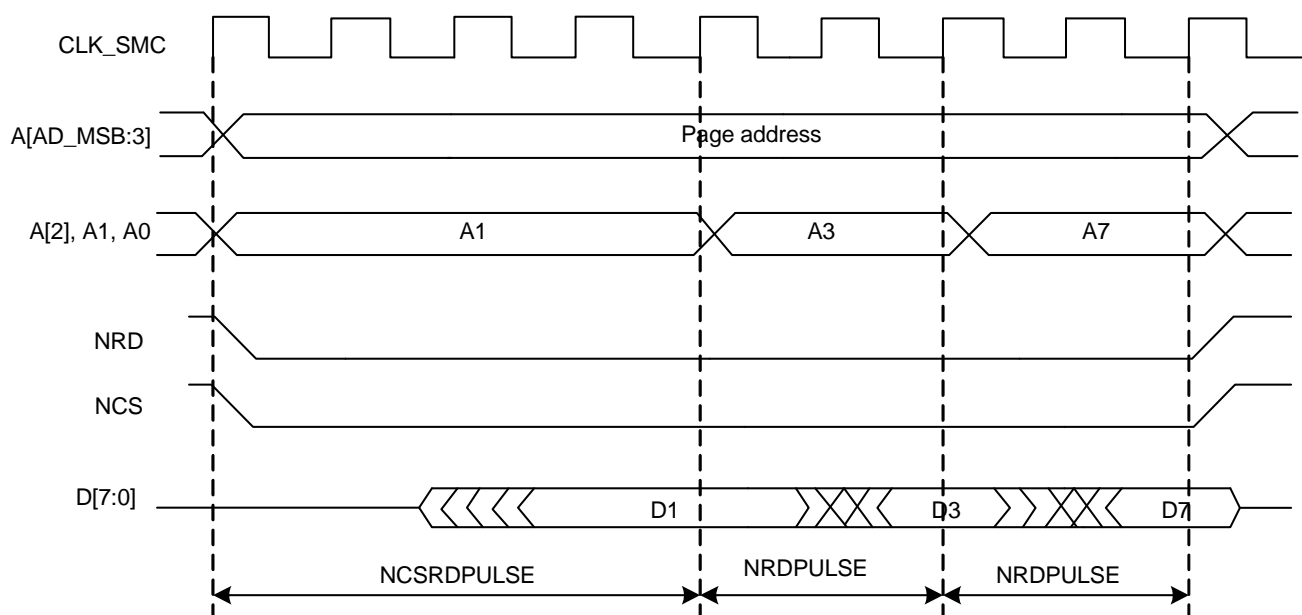 CLK_SMC
A[AD_MSB:3]
Page address
A[2], A1, A0
A1
A3
A7
NRD
NCS
D[7:0]
D1
D3
D7
NCSRDPULSE
NRDPULSE
NRDPULSE